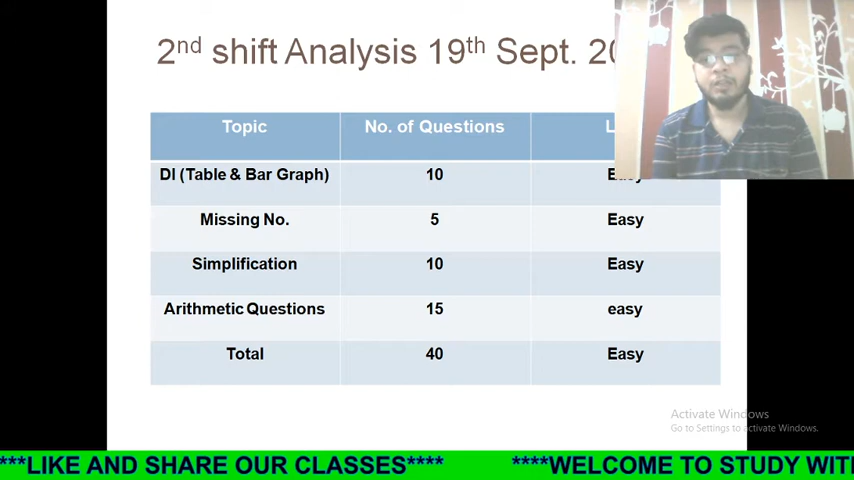 2nd shift Analysis 19th Sept. 20
Topic No. of Questions
DI (Table & Bar Graph) 10 Easy
Missing No. 5 Easy
Simplification 10 Easy
Arithmetic Questions 15 easy
Total 40 Easy
Activate Windows
Go to Settings to activate Windows.
***LIKE AND SHARE OUR CLASSES**** ****WELCOME TO STUDY WITH